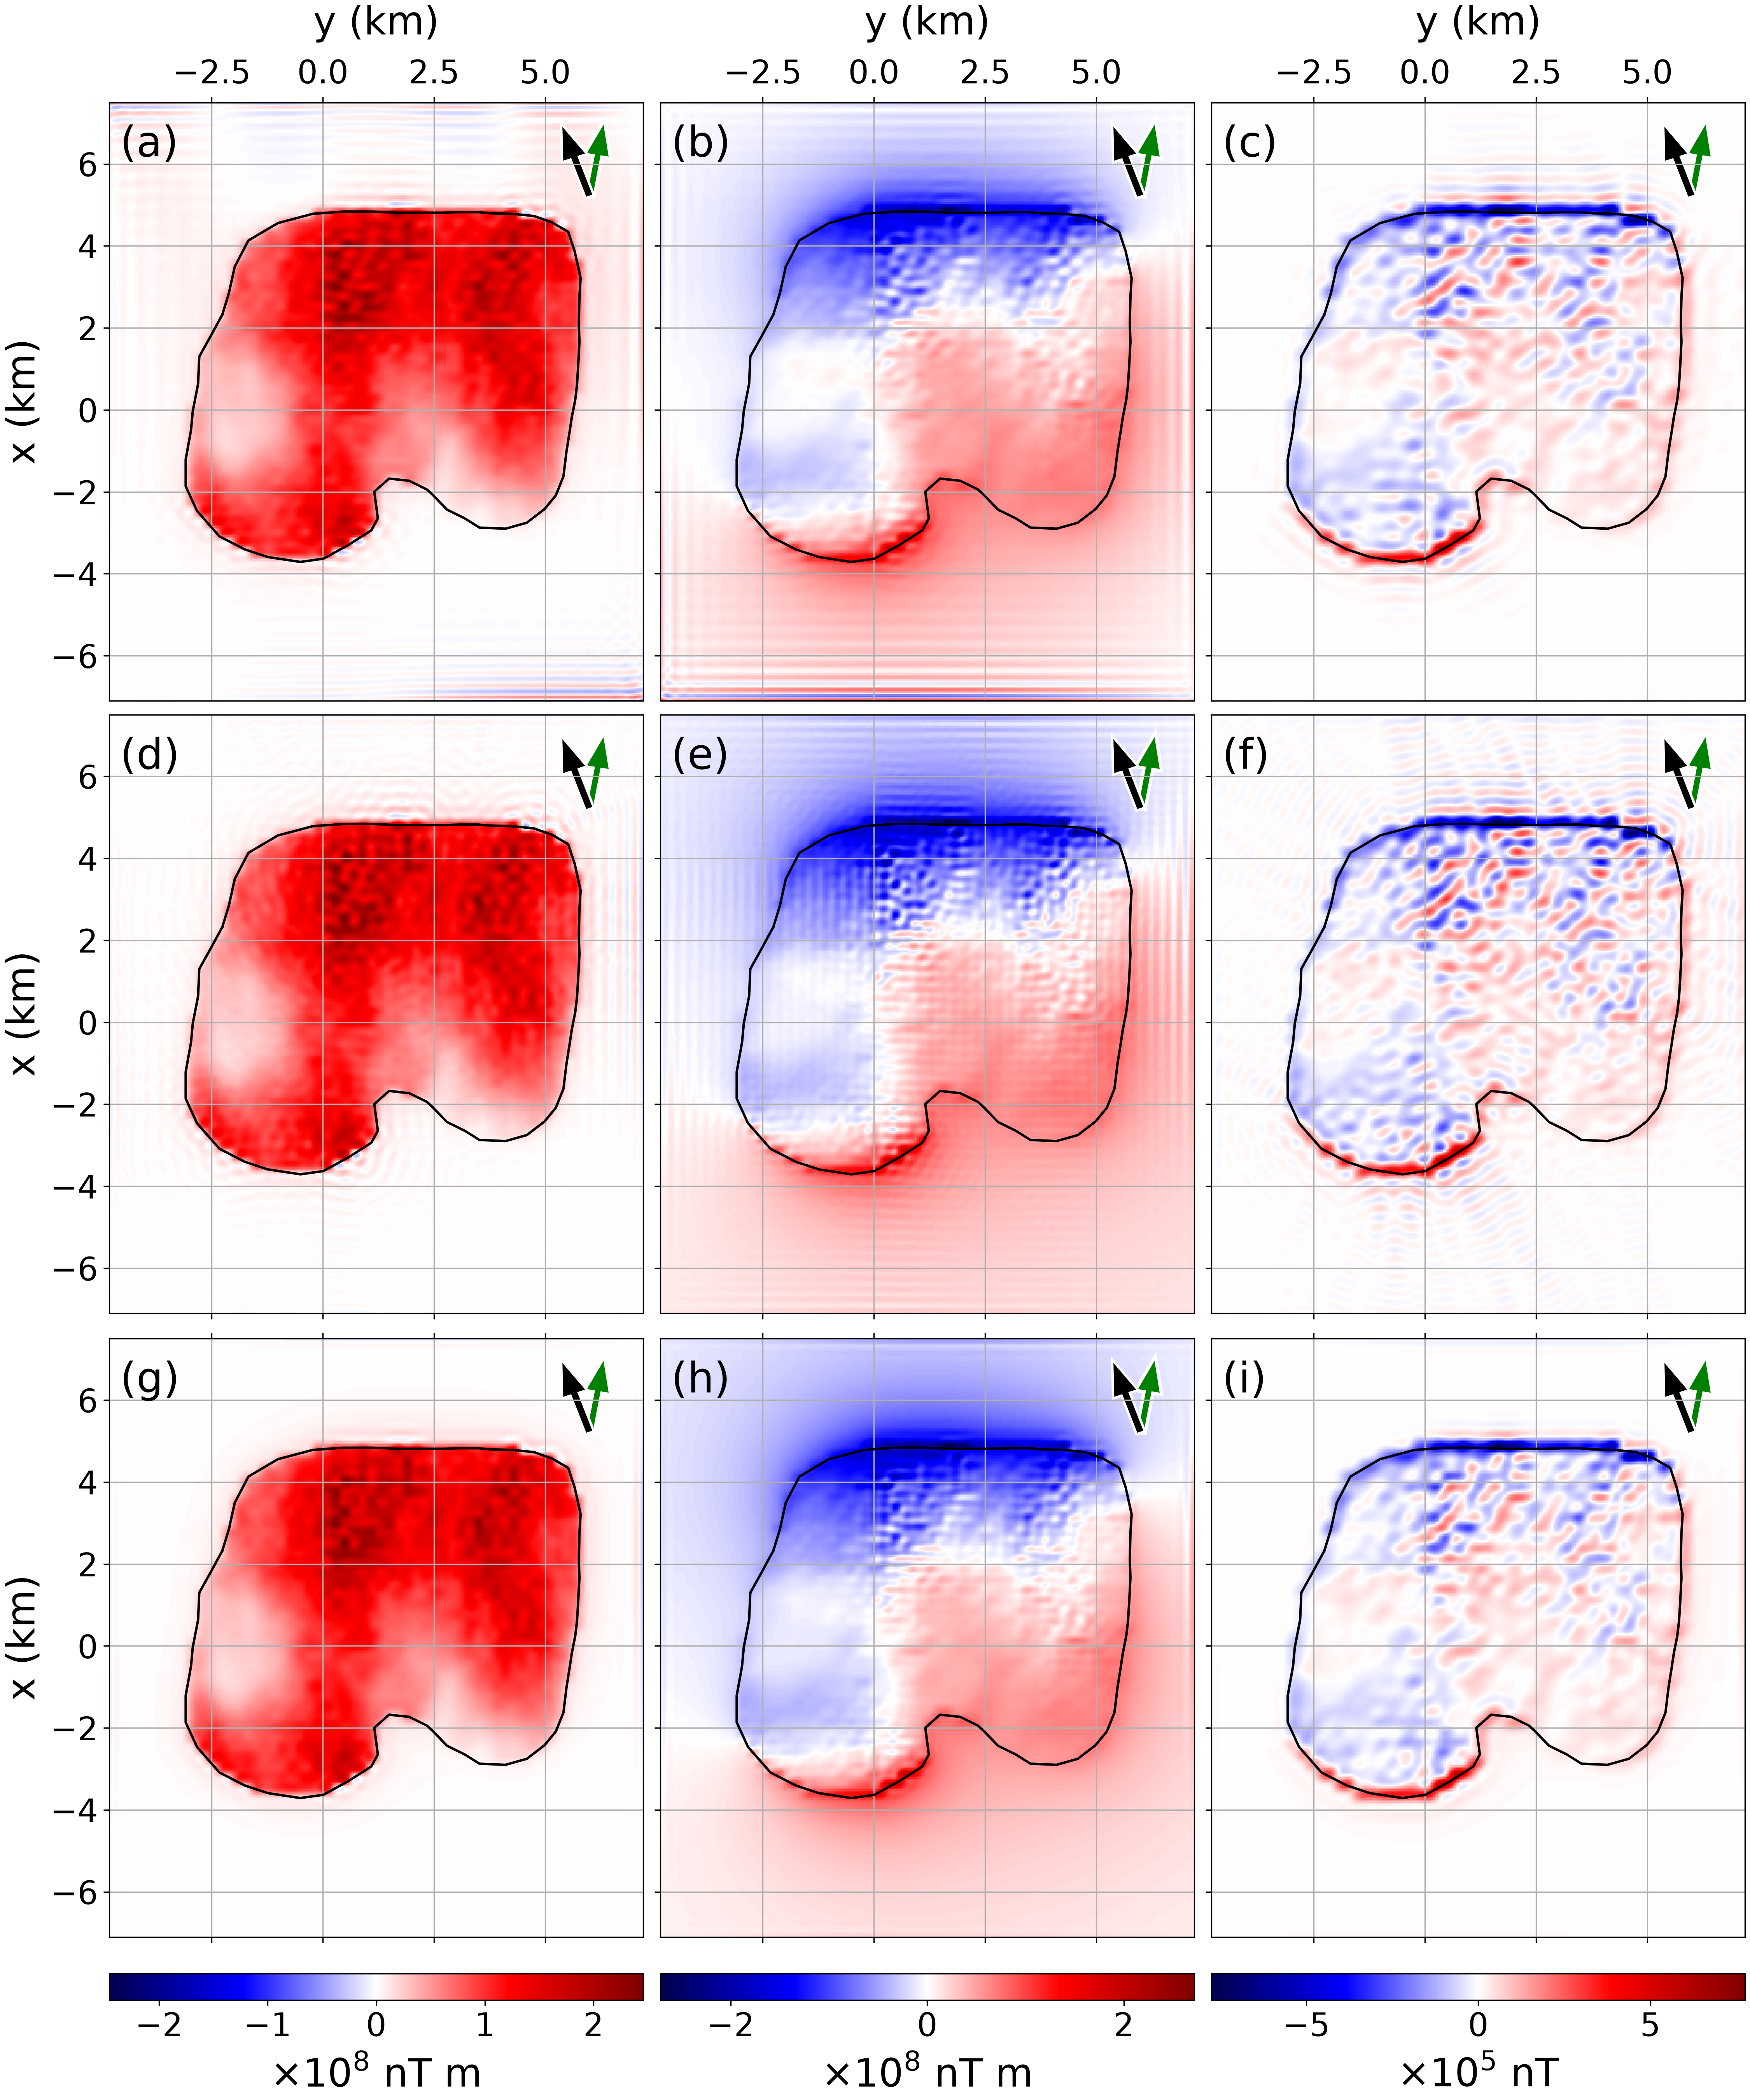 y (km) y (km) y (km)
−2.5 0.0 2.5 5.0 −2.5 0.0 2.5 5.0 −2.5 0.0 2.5 5.0
(a) (b) (c)
6
4
2
0
−2
−4
−6
x (km)
(d) (e) (f)
6
4
2
0
−2
−4
−6
x (km)
(g) (h) (i)
6
4
2
0
−2
−4
−6
x (km)
−2 −1 0 1 2 −2 0 2 −5 0 5
×10⁸ nT m ×10⁸ nT m ×10⁵ nT